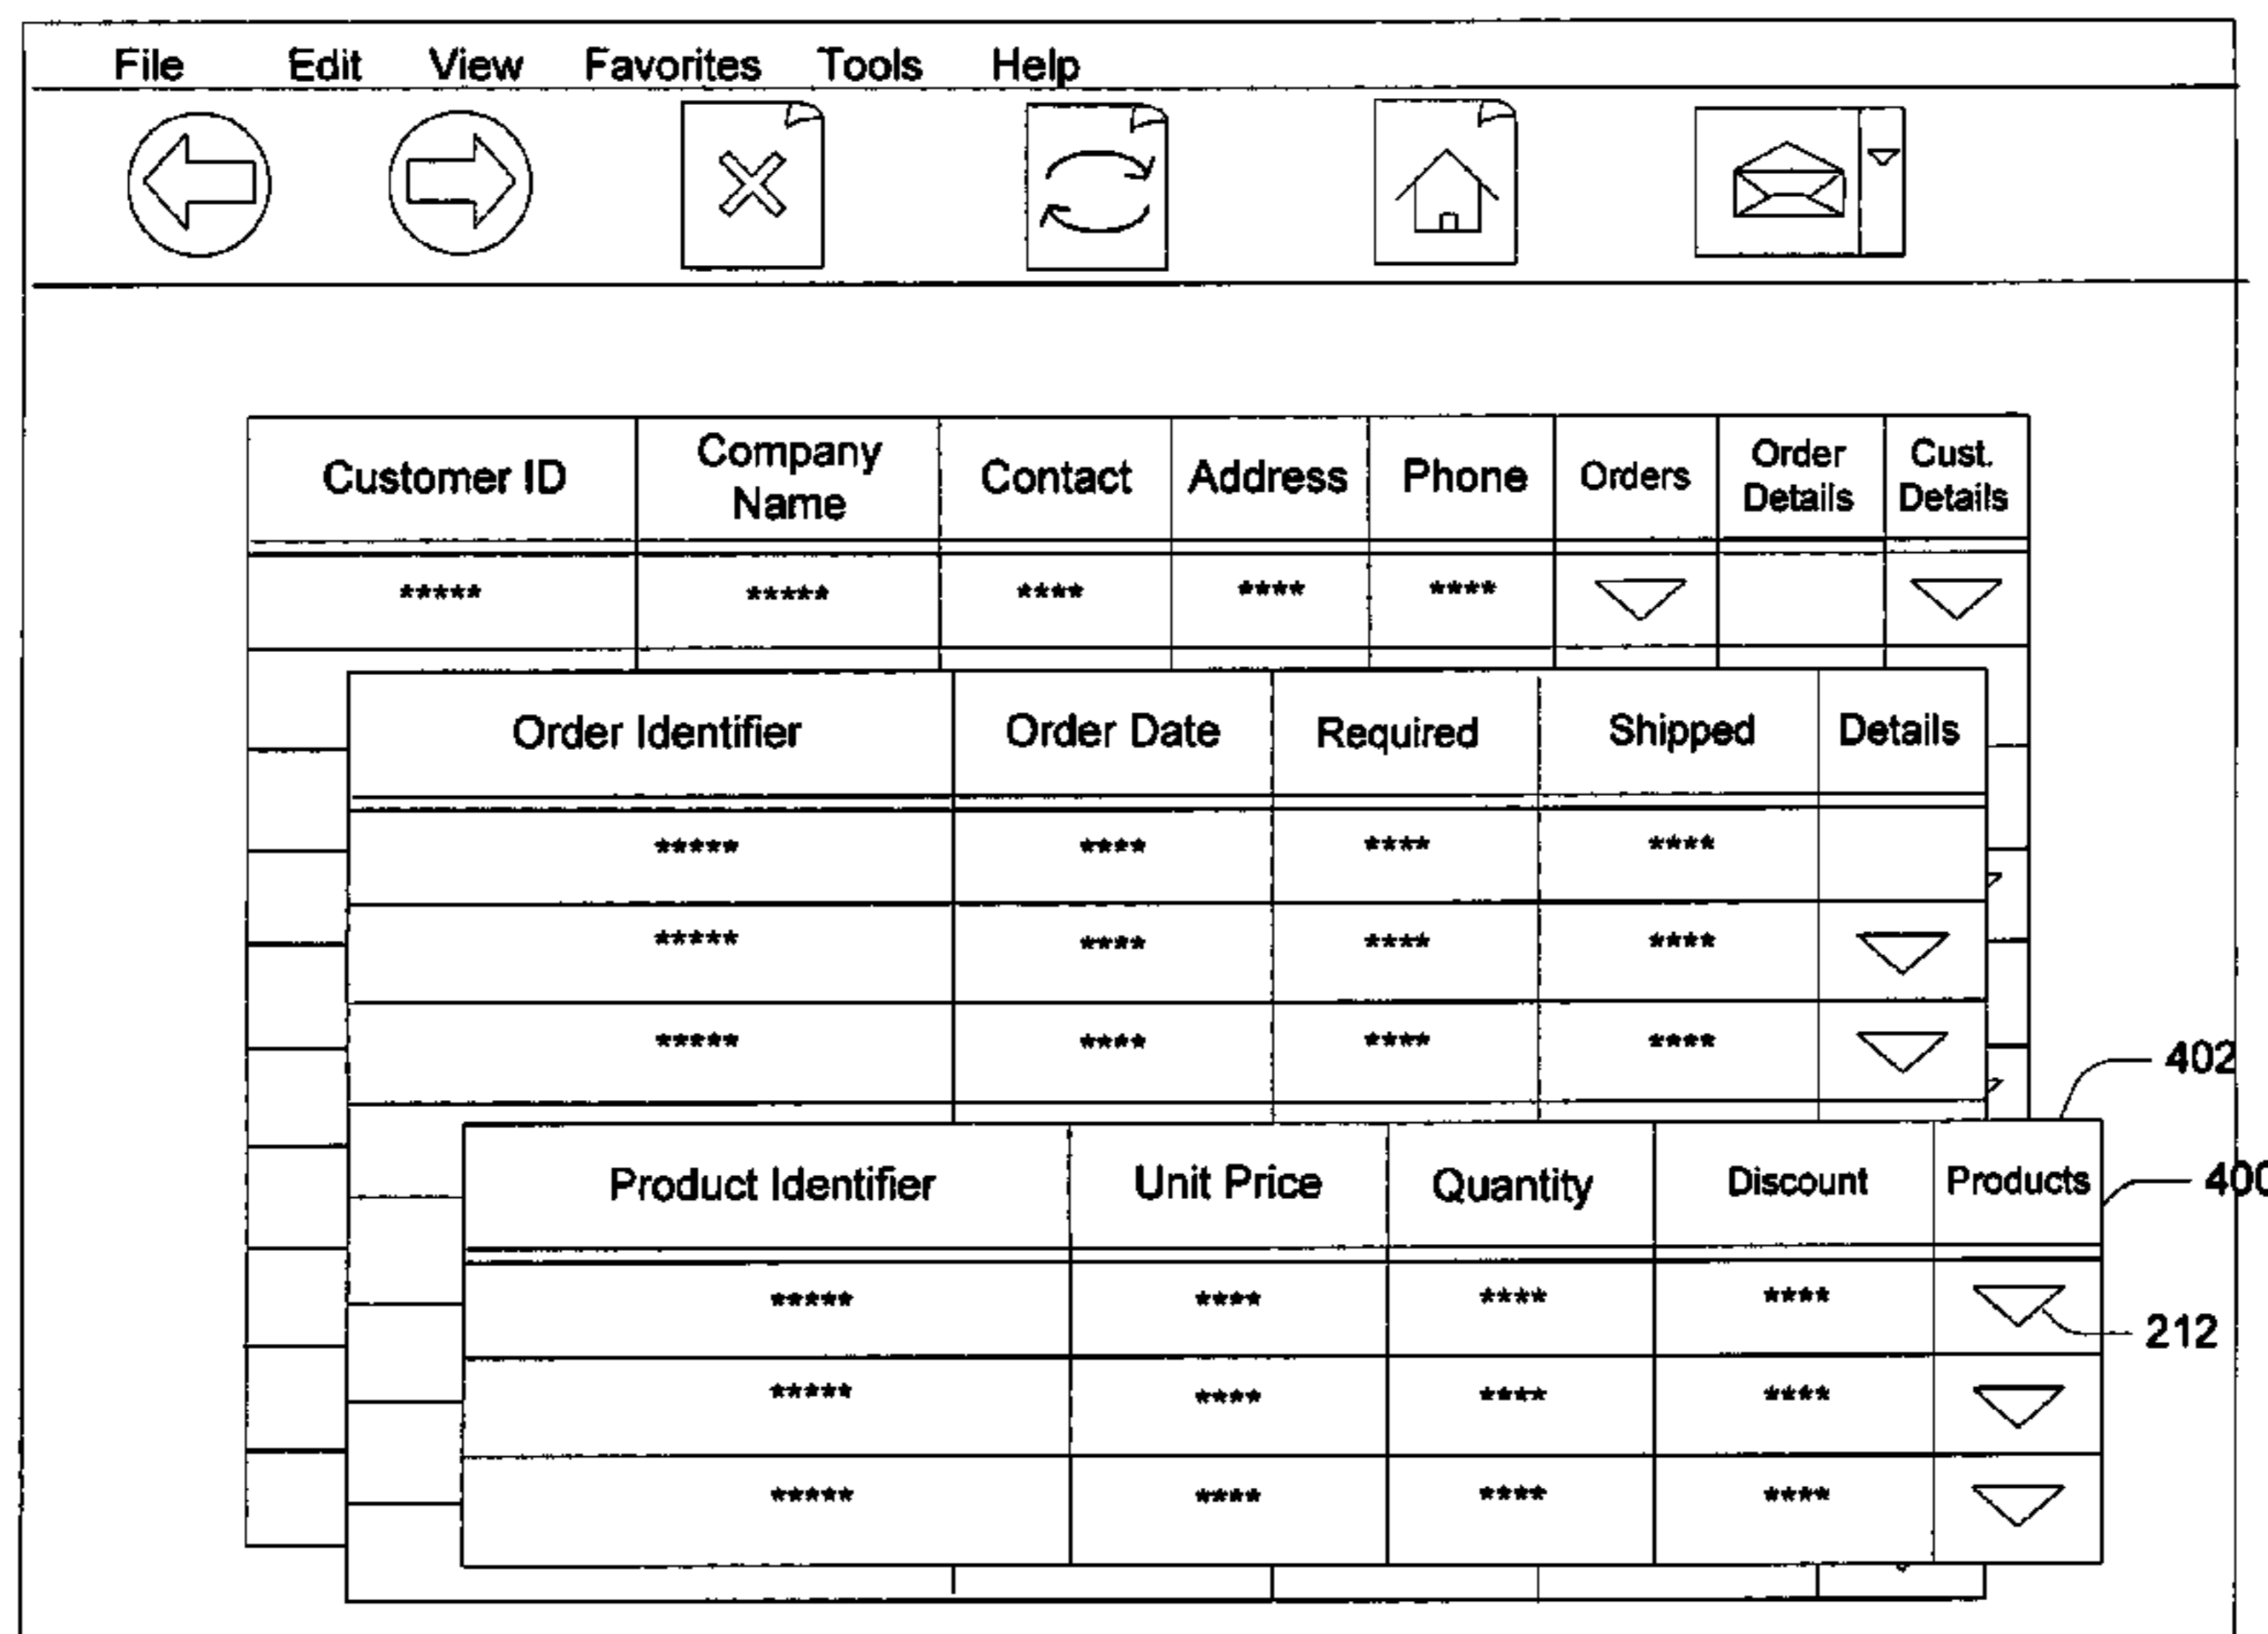 File Edit View Favorites Tools Help
Customer ID Company Name Contact Address Phone Orders Order Details Cust. Details
***** ***** **** **** ****
Order Identifier Order Date Required Shipped Details
***** **** **** ****
***** **** **** ****
***** **** **** ****
402
Product Identifier Unit Price Quantity Discount Products
400
***** **** **** ****
212
***** **** **** ****
***** **** **** ****